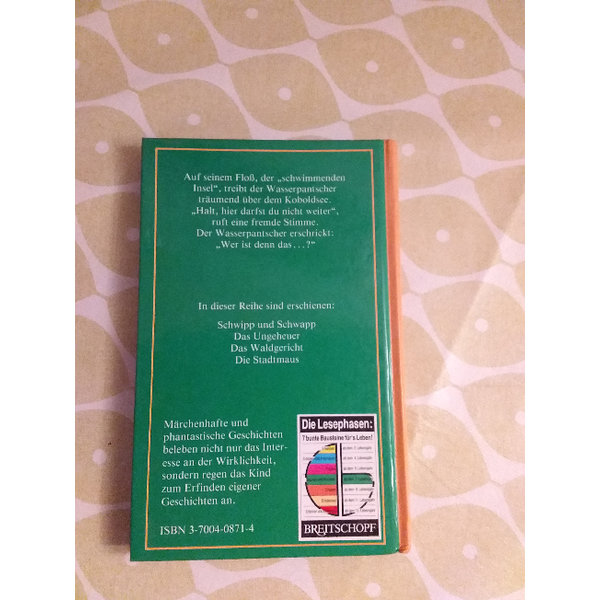 Auf seinem Floß, der „schwimmenden
Insel“, treibt der Wasserpantscher
träumend über dem Koboldsee.
„Halt, hier darfst du nicht weiter“,
ruft eine fremde Stimme.
Der Wasserpantscher erschrickt:
„Wer ist denn das...?“
In dieser Reihe sind erschienen:
Schwipp und Schwapp
Das Ungeheuer
Das Waldgericht
Die Stadtmaus
Märchenhafte und
phantastische Geschichten
beleben nicht nur das Inter-
esse an der Wirklichkeit,
sondern regen das Kind
zum Erfinden eigener
Geschichten an.
ISBN 3-7004-0871-4
Die Lesephasen:
7 bunte Bausteine für's Leben!
BREITSCHOPF